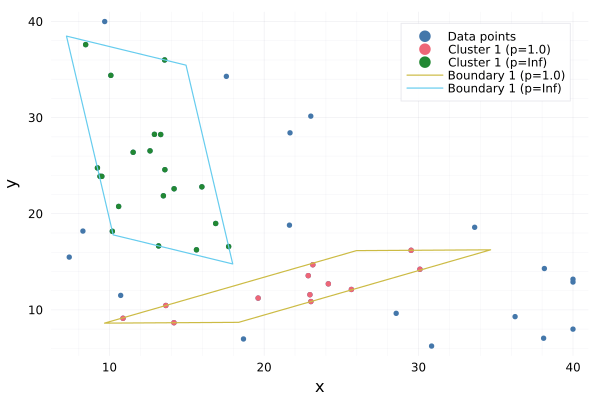 40
30
20
10
y
10
20
30
40
x
Data points
Cluster 1 (p=1.0)
Cluster 1 (p=Inf)
Boundary 1 (p=1.0)
Boundary 1 (p=Inf)